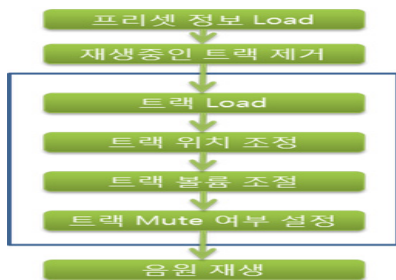 프리셋 정보 Load
재생중인 트랙 제거
트랙 Load
트랙 위치 조정
트랙 볼륨 조절
트랙 Mute 여부 설정
음원 재생